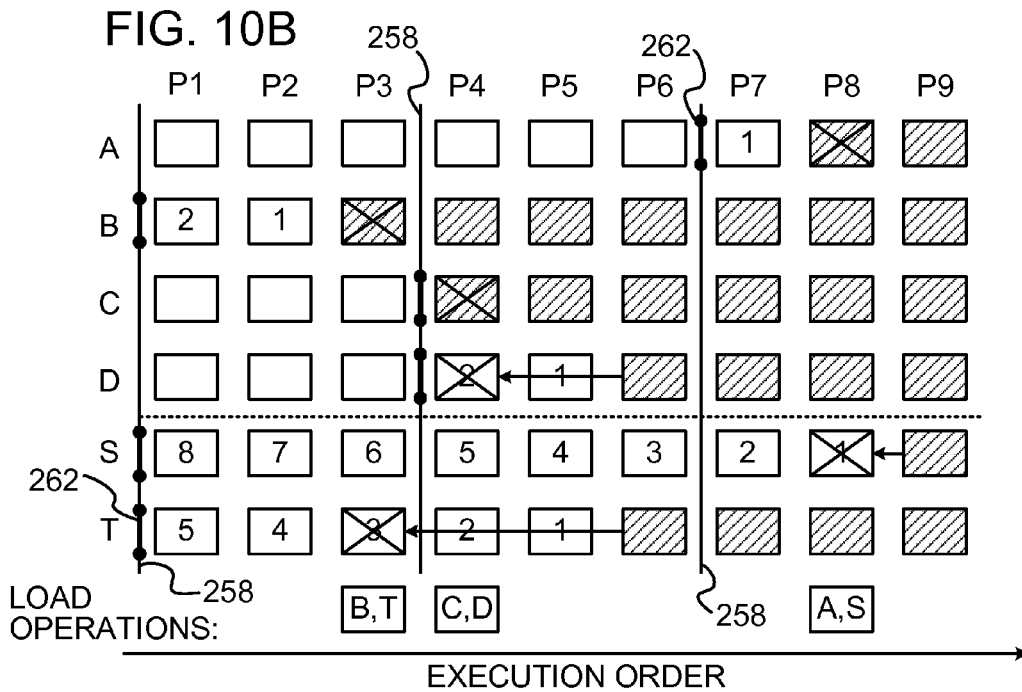 FIG. 10B
258
262
P1 P2 P3 P4 P5 P6 P7 P8 P9
A 1
B 2 1
C
D 2 1
S 8 7 6 5 4 3 2 1
262
T 5 4 3 2 1
258
258
LOAD
OPERATIONS: B,T C,D A,S
EXECUTION ORDER